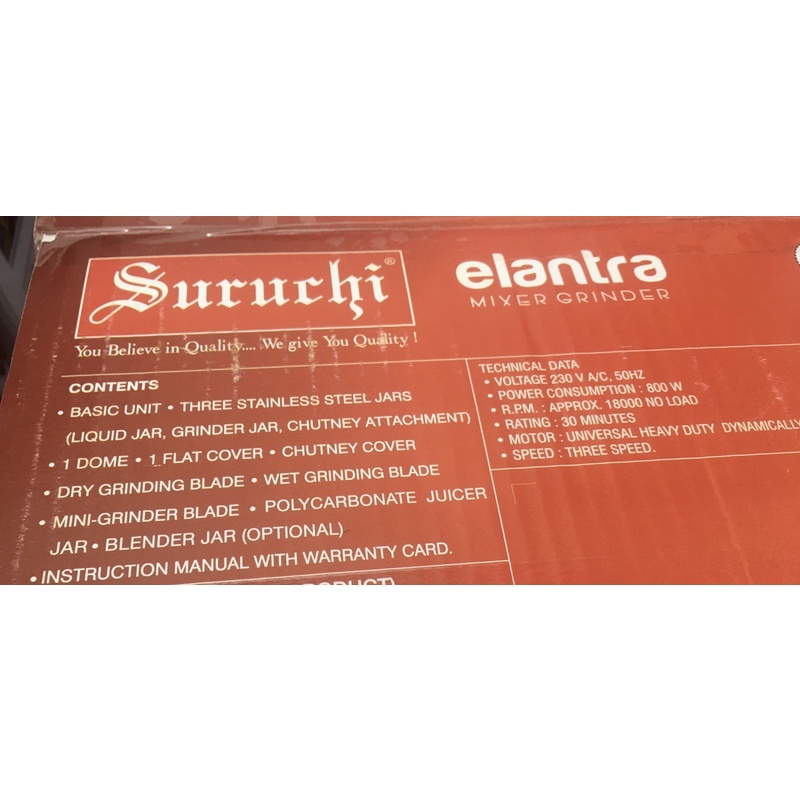 Suruchi®
You Believe in Quality.... We give You Quality !
elantra
MIXER GRINDER
CONTENTS
• BASIC UNIT • THREE STAINLESS STEEL JARS
(LIQUID JAR, GRINDER JAR, CHUTNEY ATTACHMENT)
• 1 DOME • 1 FLAT COVER • CHUTNEY COVER
• DRY GRINDING BLADE • WET GRINDING BLADE
• MINI-GRINDER BLADE • POLYCARBONATE JUICER
JAR • BLENDER JAR (OPTIONAL)
• INSTRUCTION MANUAL WITH WARRANTY CARD.
TECHNICAL DATA
• VOLTAGE 230 V A/C, 50HZ
• POWER CONSUMPTION : 800 W
• R.P.M. : APPROX. 18000 NO LOAD
• RATING : 30 MINUTES
• MOTOR : UNIVERSAL HEAVY DUTY DYNAMICALLY
• SPEED : THREE SPEED.